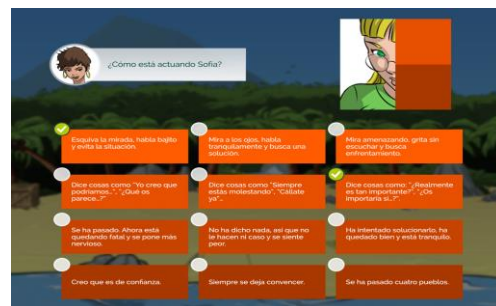 ¿Cómo está actuando Sofía?
Esquiva la mirada, habla bajito
y evita la situación.
Mira a los ojos, habla
tranquilamente y busca una
solución.
Mira amenazando, grita sin
escuchar y busca
enfrentamiento.
Dice cosas como "Yo creo que
podríamos...", "¿Qué os
parece...?"
Dice cosas como "Siempre
estás molestando", "Cállate
ya"...
Dice cosas como: "¿Realmente
es tan importante?", "¿Os
importaría si...?".
Se ha pasado. Ahora está
quedando fatal y se pone más
nervioso.
No ha dicho nada, así que no
le hacen ni caso y se siente
peor.
Ha intentado solucionarlo, ha
quedado bien y está tranquilo.
Creo que es de confianza.
Siempre se deja convencer.
Se ha pasado cuatro pueblos.